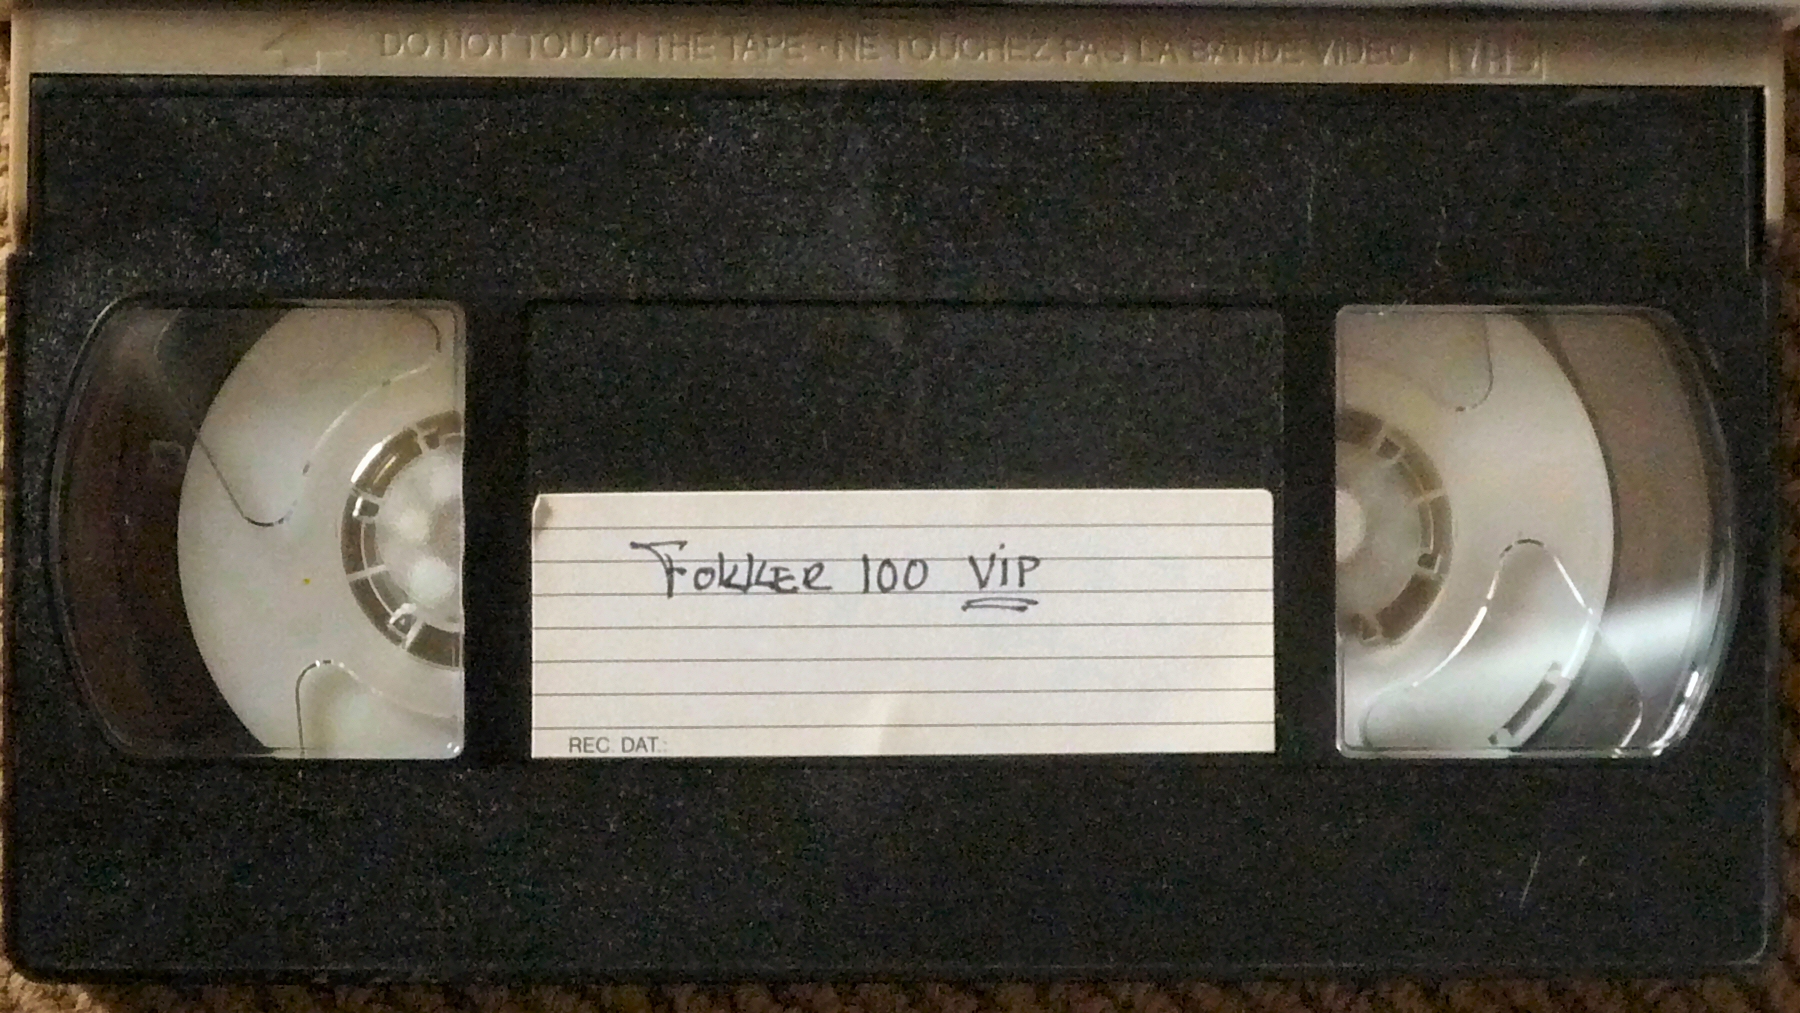 DO NOT TOUCH THE TAPE · NE TOUCHEZ PAS LA BANDE VIDEO VHS
FOKKER 100 ViP
REC. DAT.: